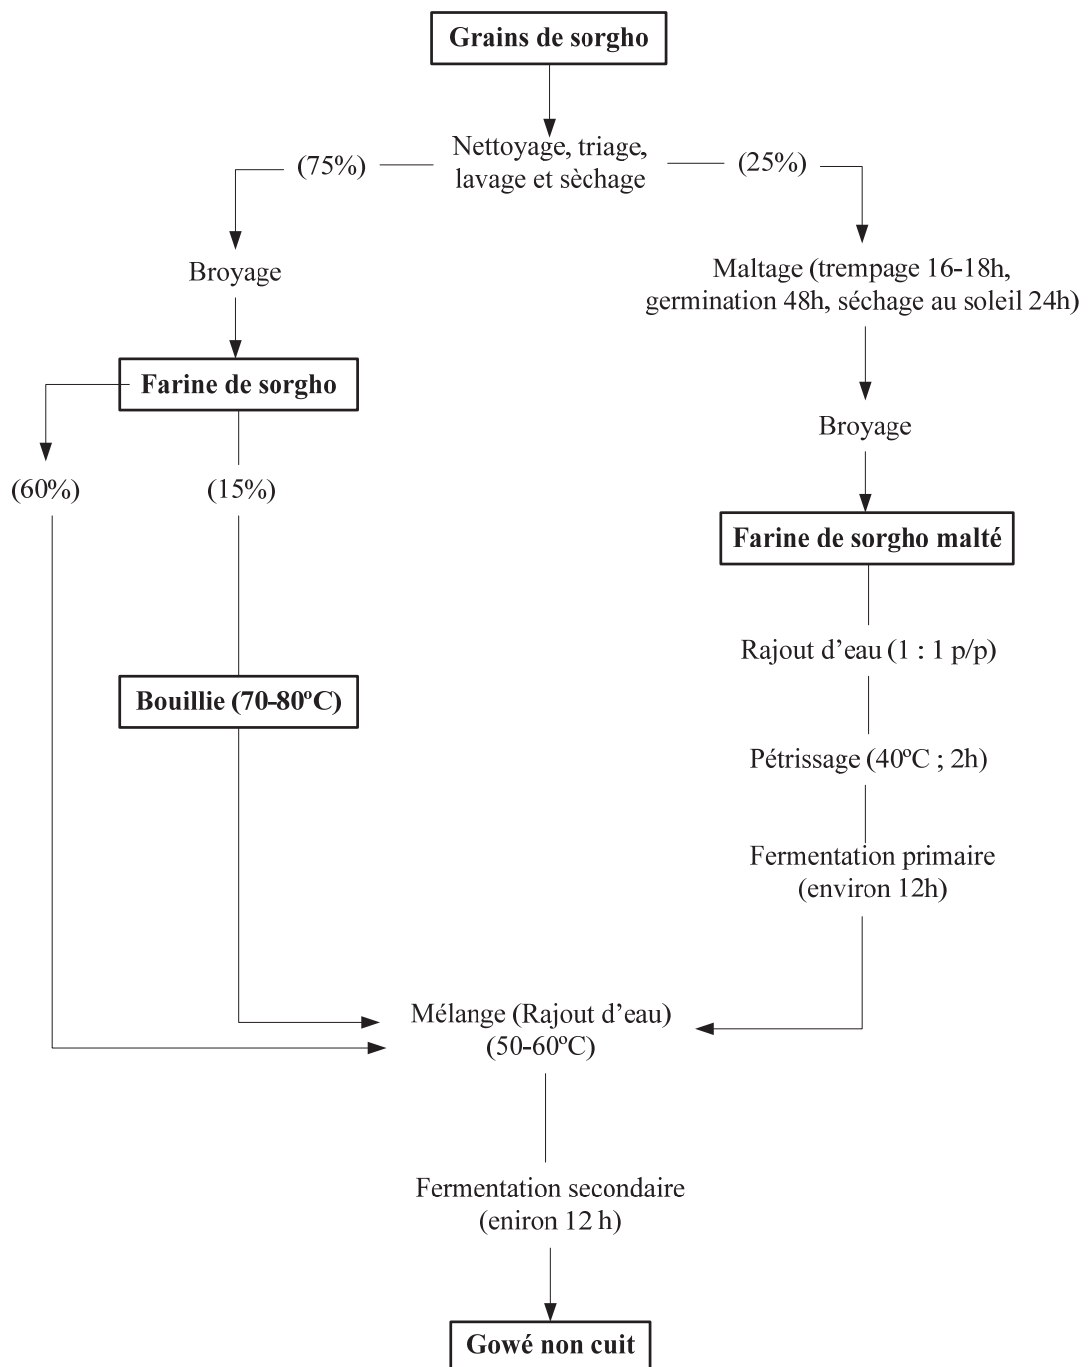 Grains de sorgho
Nettoyage, triage,
lavage et sèchage
(75%)
(25%)
Broyage
Maltage (trempage 16-18h,
germination 48h, séchage au soleil 24h)
Farine de sorgho
Broyage
(60%)
(15%)
Farine de sorgho malté
Rajout d’eau (1 : 1 p/p)
Bouillie (70-80ºC)
Pétrissage (40ºC ; 2h)
Fermentation primaire
(environ 12h)
Mélange (Rajout d’eau)
(50-60ºC)
Fermentation secondaire
(eniron 12 h)
Gowé non cuit